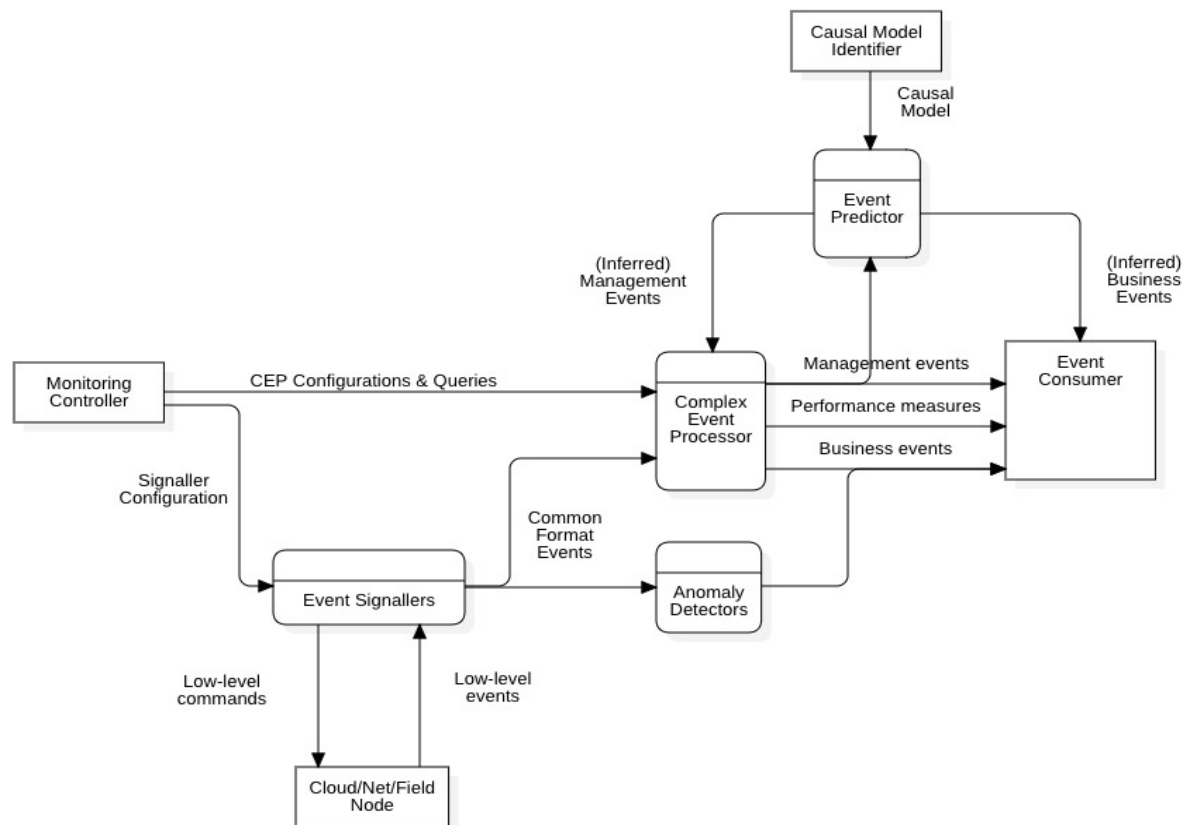 Causal Model
Identifier
Causal
Model
Event
Predictor
(Inferred)
Management
Events
(Inferred)
Business
Events
Monitoring
Controller
CEP Configurations & Queries
Complex
Event
Processor
Management events
Performance measures
Business events
Event
Consumer
Signaller
Configuration
Common
Format
Events
Event Signallers
Anomaly
Detectors
Low-level
commands
Low-level
events
Cloud/Net/Field
Node